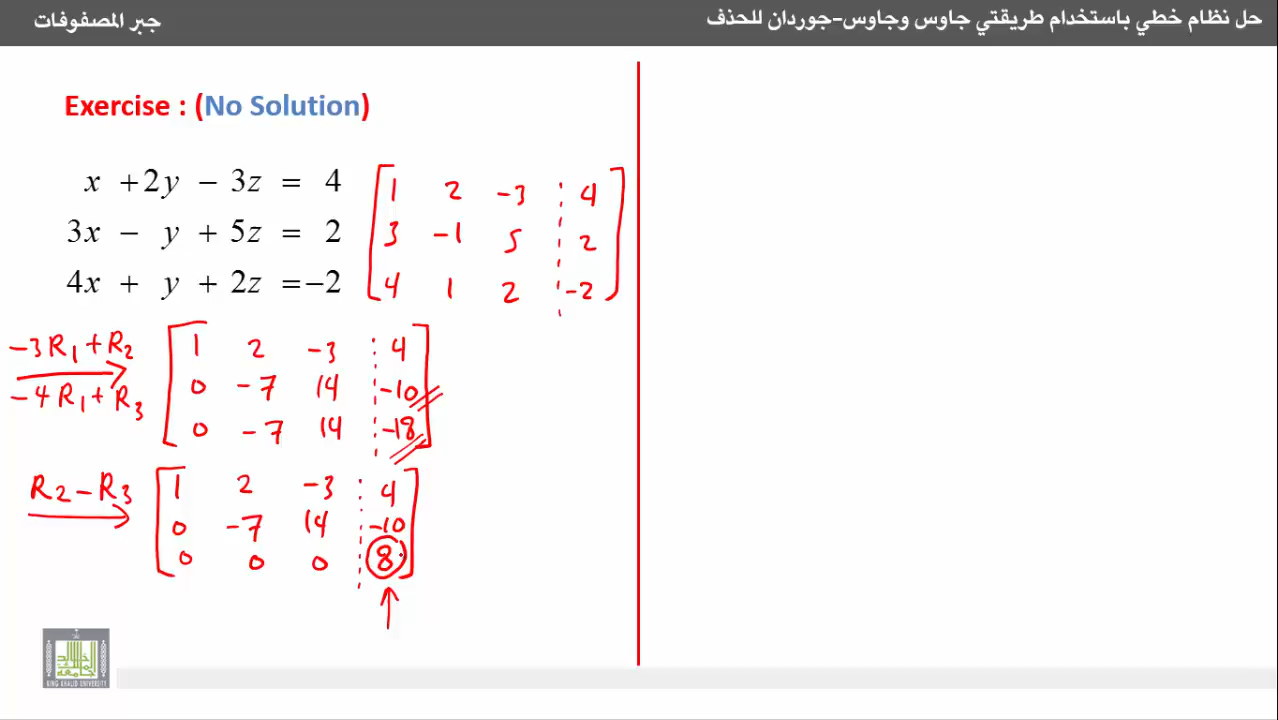 حل نظام خطي باستخدام طريقتي جاوس وجاوس-جوردان للحذف
جبر المصفوفات
Exercise : (No Solution)
x + 2y - 3z = 4
3x - y + 5z = 2
4x + y + 2z = -2
1 2 -3 : 4
3 -1 5 : 2
4 1 2 : -2
-3R1 + R2
-4R1 + R3
1 2 -3 : 4
0 -7 14 : -10
0 -7 14 : -18
R2 - R3
1 2 -3 : 4
0 -7 14 : -10
0 0 0 : 8
KING KHALID UNIVERSITY